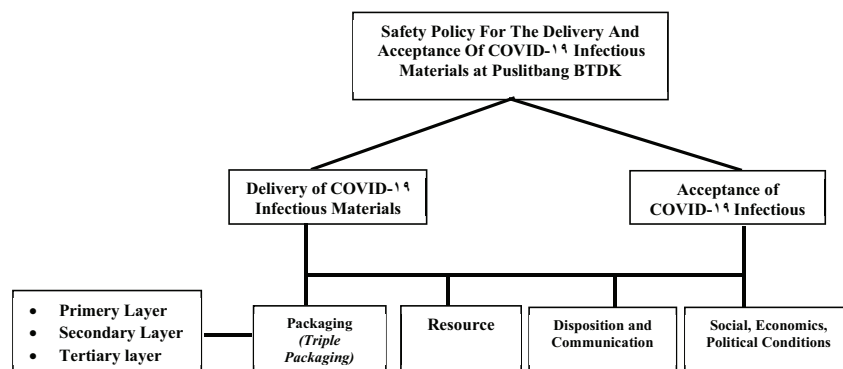 Safety Policy For The Delivery And
Acceptance Of COVID-١٩ Infectious
Materials at Puslitbang BTDK
Delivery of COVID-١٩
Infectious Materials
Acceptance of
COVID-١٩ Infectious
• Primery Layer
• Secondary Layer
• Tertiary layer
Packaging
(Triple
Packaging)
Resource
Disposition and
Communication
Social, Economics,
Political Conditions